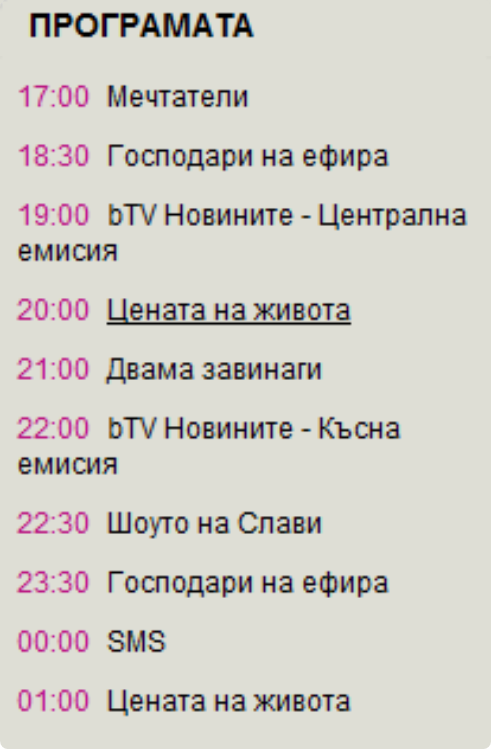 ПРОГРАМАТА
17:00 Мечтатели
18:30 Господари на ефира
19:00 bTV Новините - Централна
емисия
20:00 Цената на живота
21:00 Двама завинаги
22:00 bTV Новините - Късна
емисия
22:30 Шоуто на Слави
23:30 Господари на ефира
00:00 SMS
01:00 Цената на живота